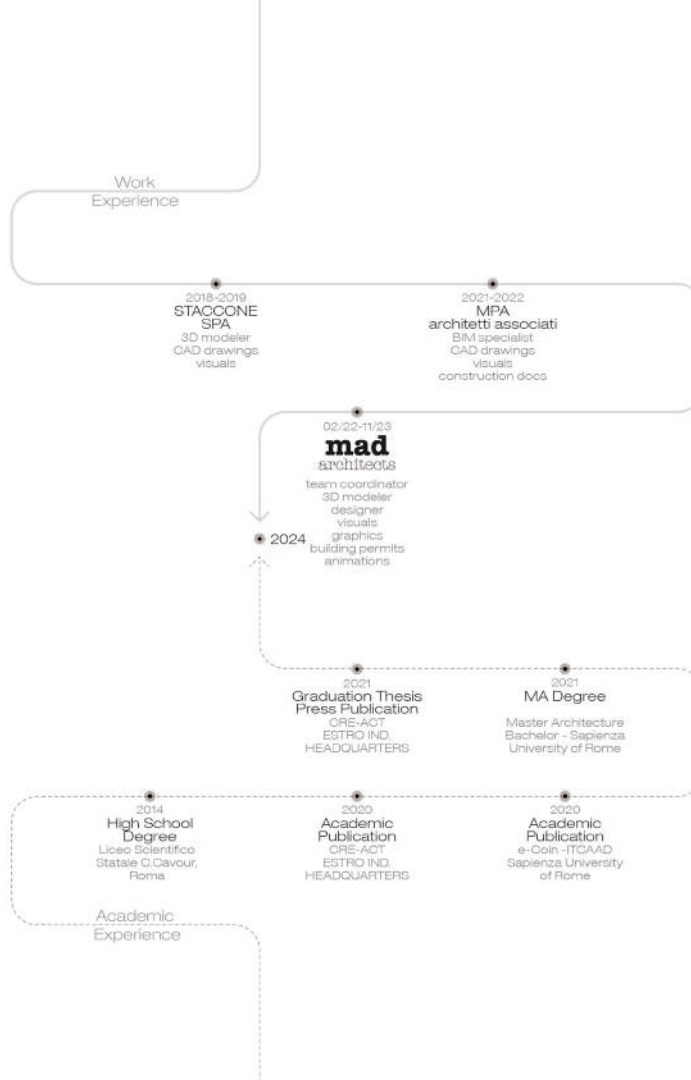 Work
Experience
2018-2019
STACCONE
SPA
3D modeler
CAD drawings
visuals
2021-2022
MPA
architetti associati
BIM specialist
CAD drawings
visuals
construction docs
02/22-11/23
mad
architects
team coordinator
3D modeler
designer
visuals
graphics
building permits
animations
2024
2021
Graduation Thesis
Press Publication
CRE-ACT
ESTRO IND.
HEADQUARTERS
2021
MA Degree
Master Architecture
Bachelor - Sapienza
University of Rome
2014
High School
Degree
Liceo Scientifico
Statale C.Cavour,
Roma
2020
Academic
Publication
CRE-ACT
ESTRO IND.
HEADQUARTERS
2020
Academic
Publication
e-Coin -ITCAAD
Sapienza University
of Rome
Academic
Experience